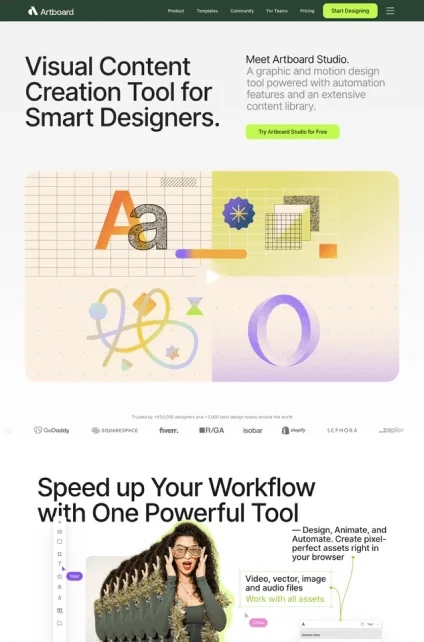 Artboard
Product Templates Community For Teams Pricing Start Designing
Visual Content
Creation Tool for
Smart Designers.
Meet Artboard Studio.
A graphic and motion design
tool powered with automation
features and an extensive
content library.
Try Artboard Studio for Free
Aa
O
Trusted by +650,000 designers and +3,000 best design teams around the world
GoDaddy SQUARESPACE fiverr. R/GA isobar shopify SEPHORA zapier
Speed up Your Workflow
with One Powerful Tool
— Design, Animate, and
Automate. Create pixel-
perfect assets right in
your browser
Video, vector, image
and audio files
Work with all assets